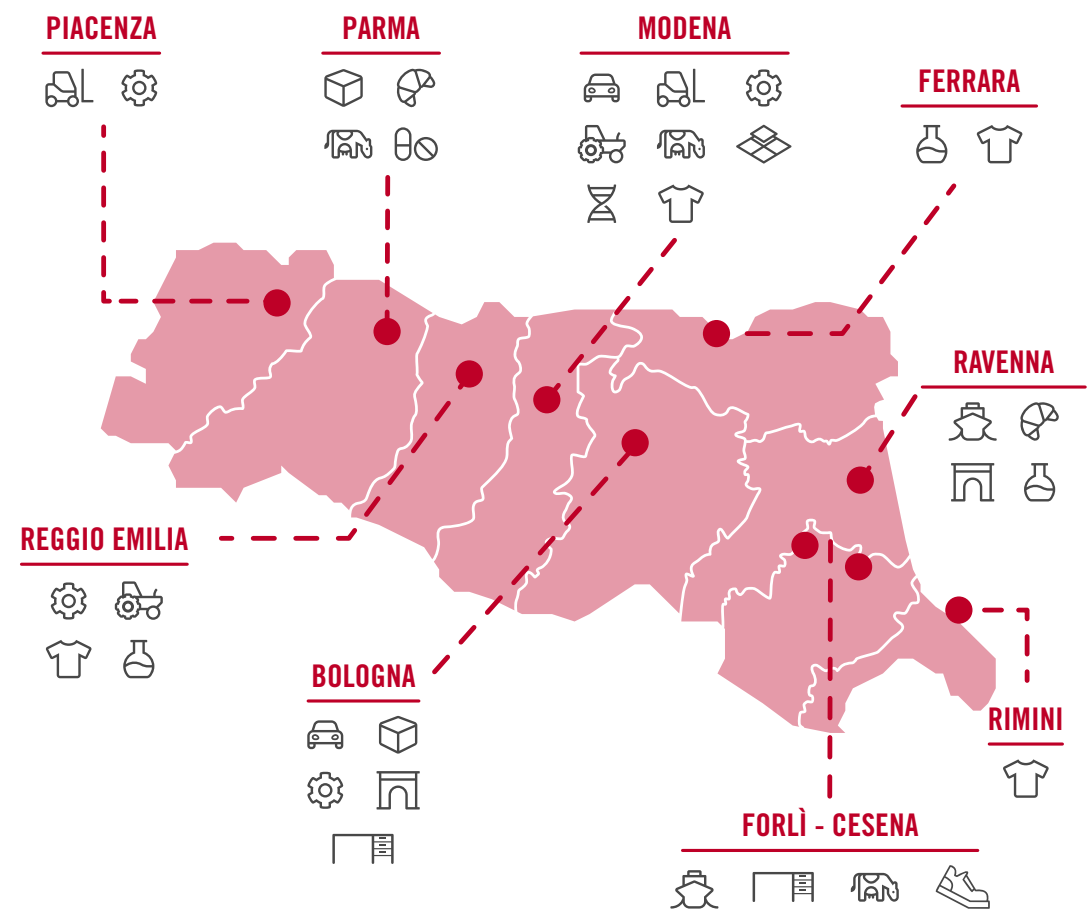 PIACENZA
PARMA
MODENA
FERRARA
RAVENNA
REGGIO EMILIA
BOLOGNA
RIMINI
FORLÌ - CESENA